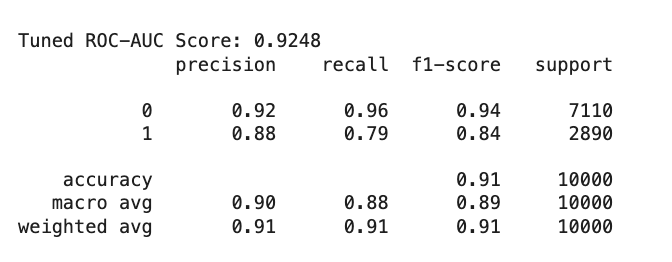 Tuned ROC-AUC Score: 0.9248
precision recall f1-score support
0 0.92 0.96 0.94 7110
1 0.88 0.79 0.84 2890
accuracy 0.91 10000
macro avg 0.90 0.88 0.89 10000
weighted avg 0.91 0.91 0.91 10000